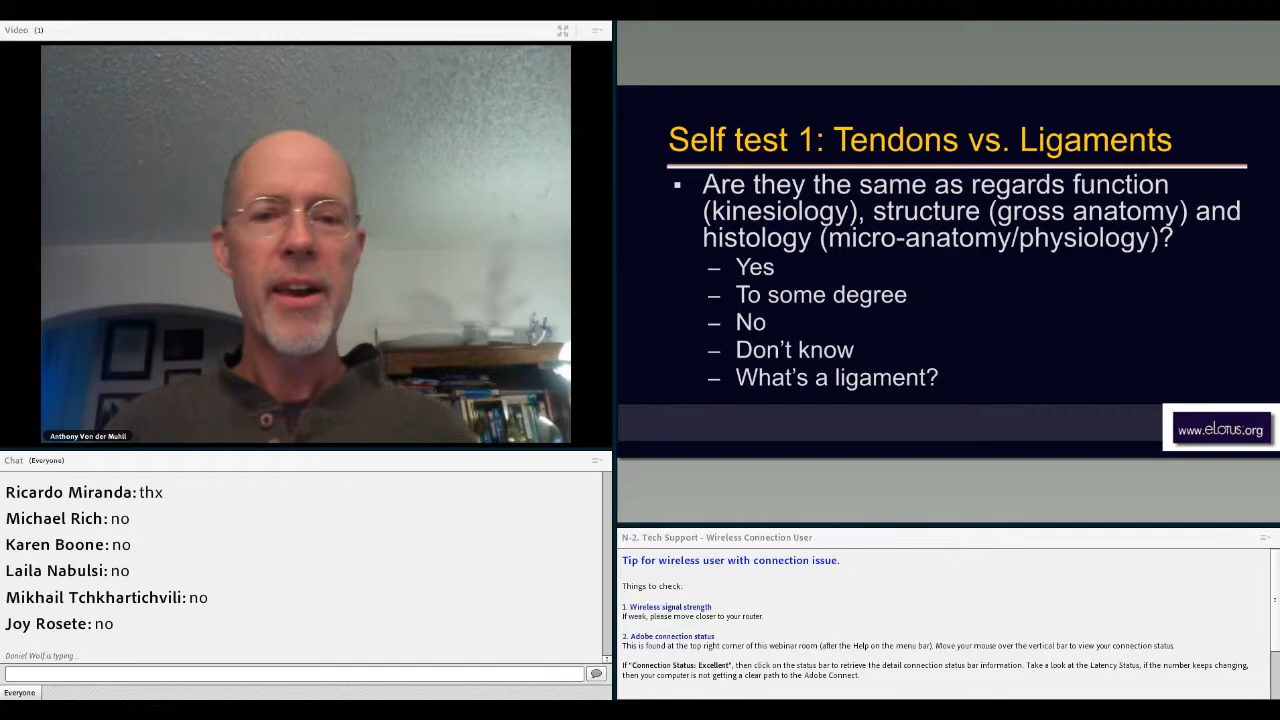 Video (1)
Anthony Von der Muhll
Chat (Everyone)
Ricardo Miranda: thx
Michael Rich: no
Karen Boone: no
Laila Nabulsi: no
Mikhail Tchkhartichvili: no
Joy Rosete: no
Daniel Wolf is typing...
Everyone
Self test 1: Tendons vs. Ligaments
▪ Are they the same as regards function
(kinesiology), structure (gross anatomy) and
histology (micro-anatomy/physiology)?
– Yes
– To some degree
– No
– Don't know
– What's a ligament?
www.eLotus.org
N-2. Tech Support - Wireless Connection User
Tip for wireless user with connection issue.
Things to check:
1. Wireless signal strength
If weak, please move closer to your router.
2. Adobe connection status
This is found at the top right corner of this webinar room (after the Help on the menu bar). Move your mouse over the vertical bar to view your connection status.
If "Connection Status: Excellent", then click on the status bar to retrieve the detail connection status bar information. Take a look at the Latency Status, if the number keeps changing,
then your computer is not getting a clear path to the Adobe Connect.